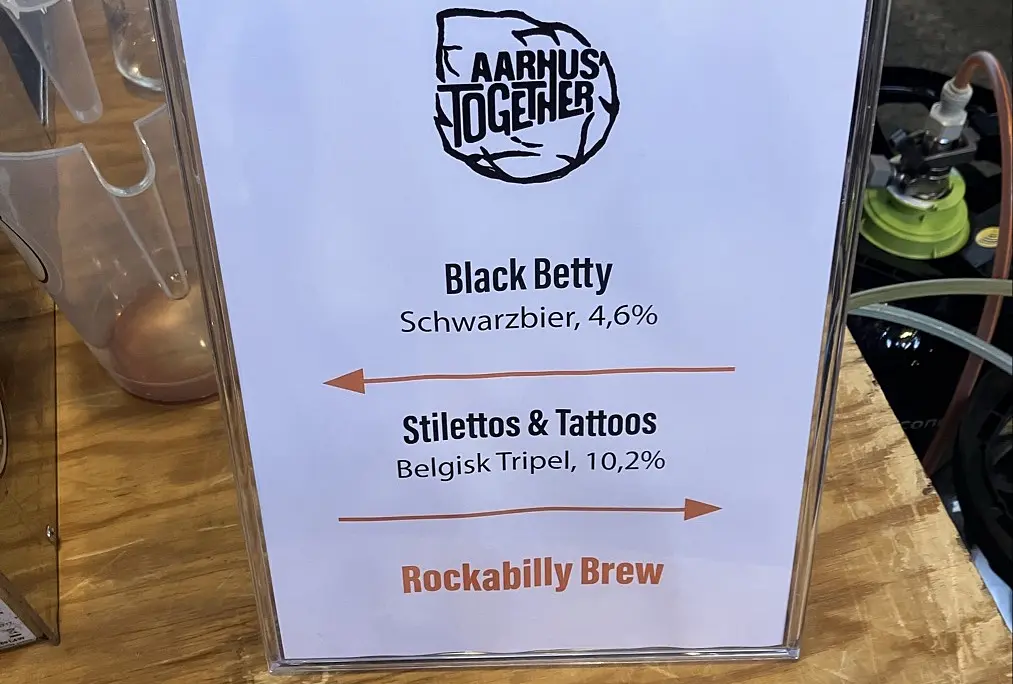 AARHUS
TOGETHER
Black Betty
Schwarzbier, 4,6%
Stilettos & Tattoos
Belgisk Tripel, 10,2%
Rockabilly Brew